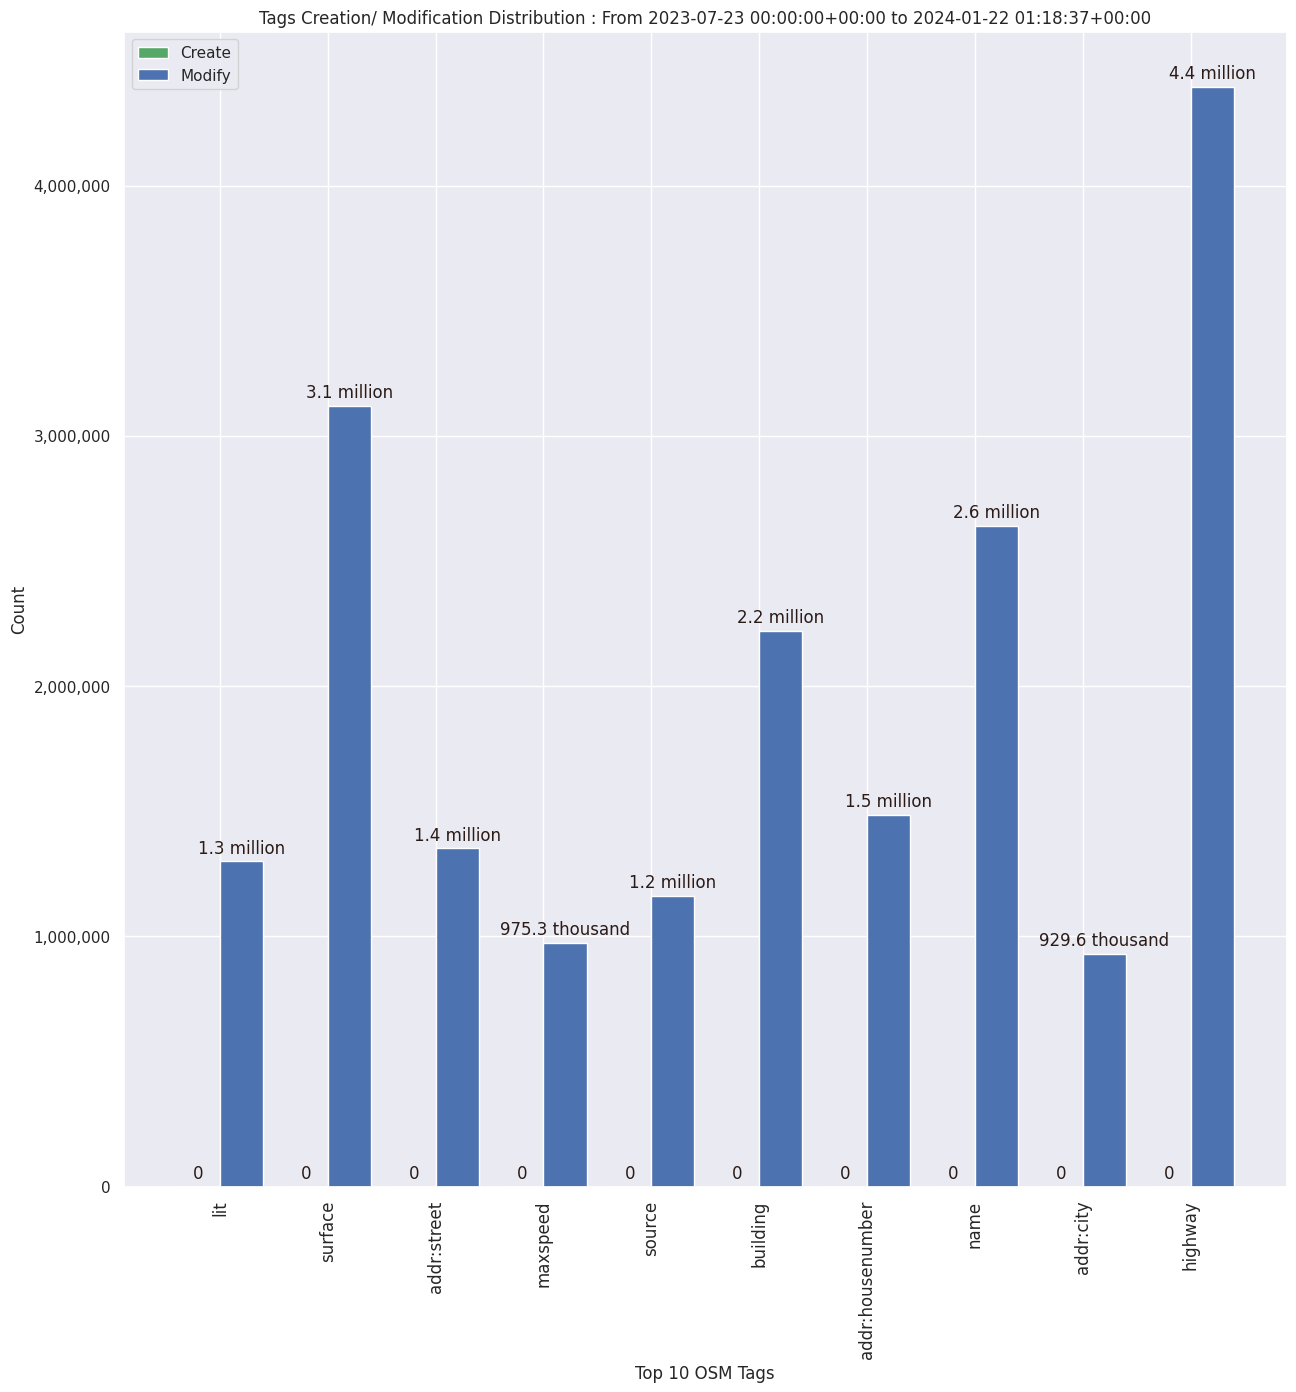 Tags Creation/ Modification Distribution : From 2023-07-23 00:00:00+00:00 to 2024-01-22 01:18:37+00:00
Create
Modify
4.4 million
4,000,000
3.1 million
3,000,000
2.6 million
2.2 million
2,000,000
1.5 million
1.4 million
1.3 million
1.2 million
1,000,000
975.3 thousand
929.6 thousand
0 0 0 0 0 0 0 0 0 0
0
Count
lit
surface
addr:street
maxspeed
source
building
addr:housenumber
name
addr:city
highway
Top 10 OSM Tags